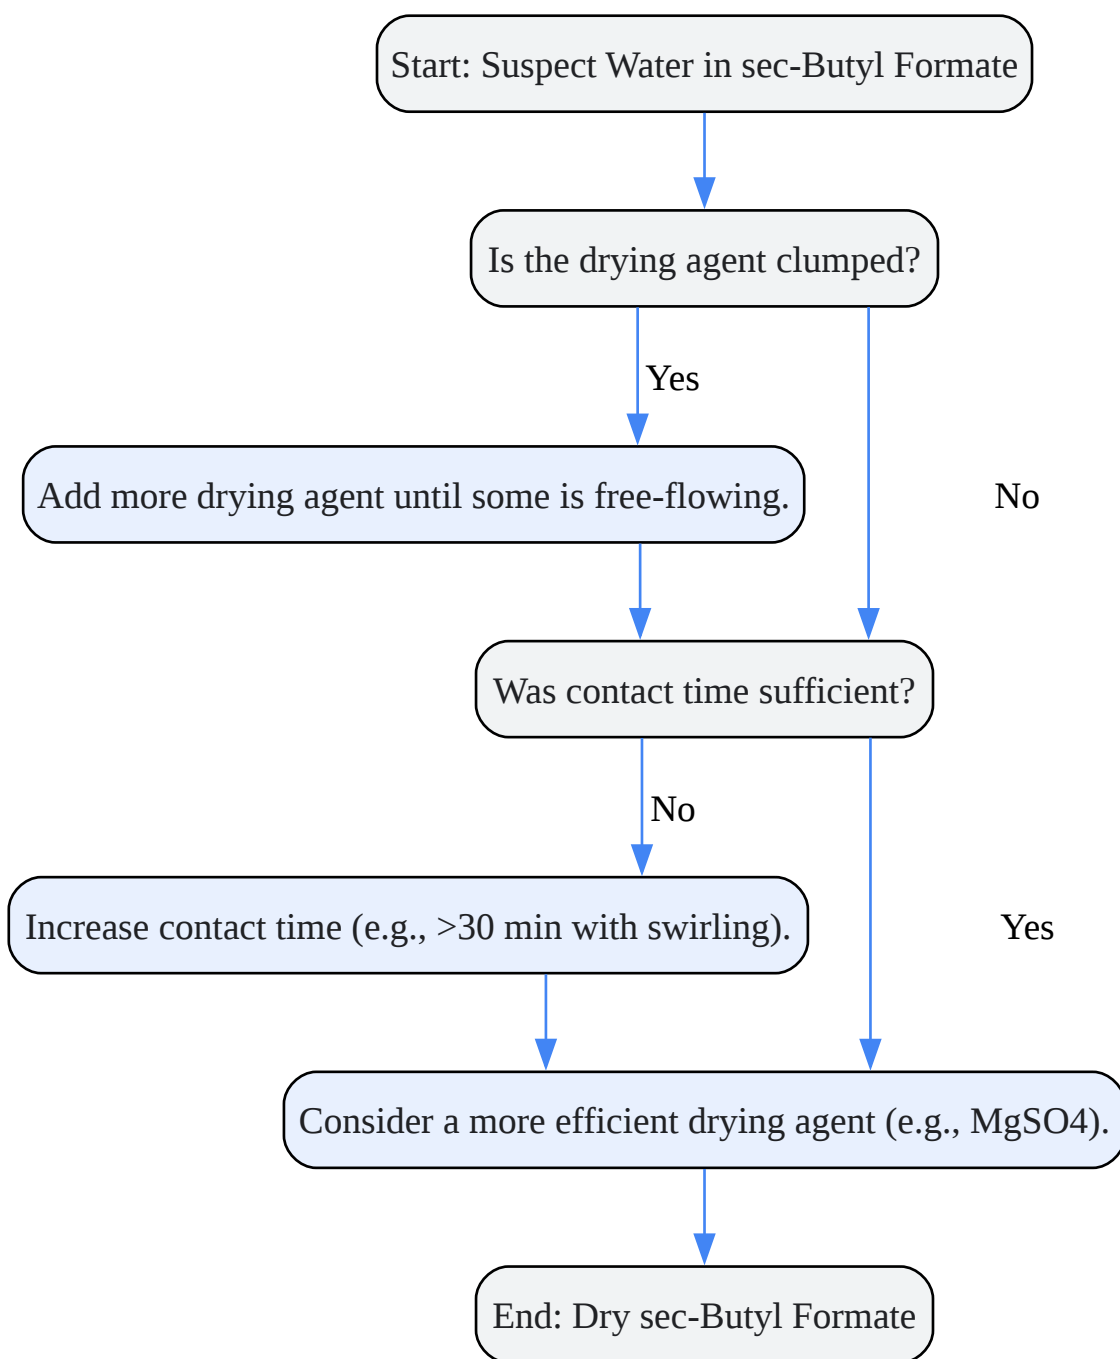 Start: Suspect Water in sec-Butyl Formate
Is the drying agent clumped?
Yes
Add more drying agent until some is free-flowing.
No
Was contact time sufficient?
No
Increase contact time (e.g., >30 min with swirling).
Yes
Consider a more efficient drying agent (e.g., MgSO4).
End: Dry sec-Butyl Formate